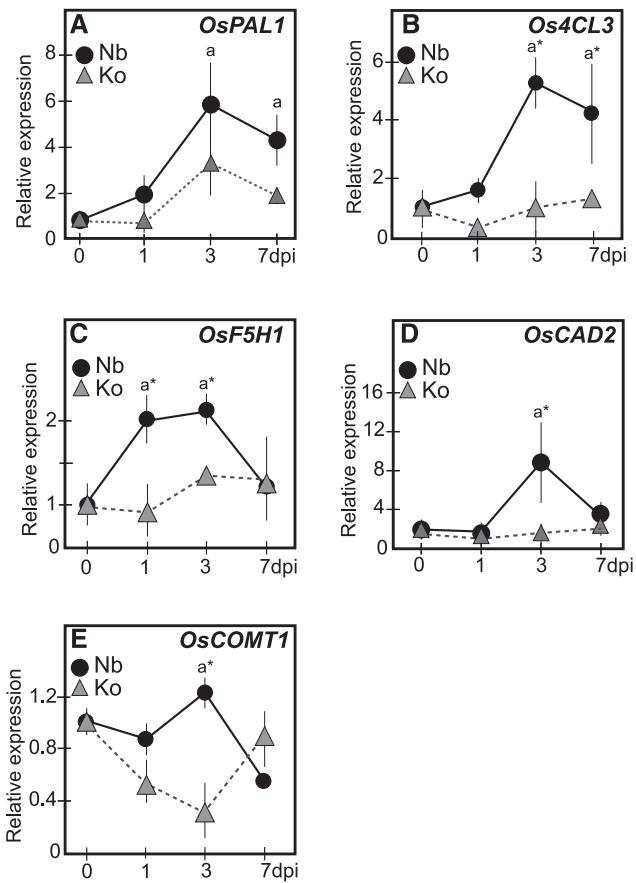 A OsPAL1
Nb
Ko
a
a
Relative expression
8
6
4
2
0
0 1 3 7dpi
B Os4CL3
Nb
Ko
a*
a*
Relative expression
6
4
2
0
0 1 3 7dpi
C OsF5H1
Nb
Ko
a*
a*
Relative expression
2
1
0
0 1 3 7dpi
D OsCAD2
Nb
Ko
a*
Relative expression
16
12
8
4
0
0 1 3 7dpi
E OsCOMT1
Nb
Ko
a*
Relative expression
1.2
0.8
0.4
0
0 1 3 7dpi